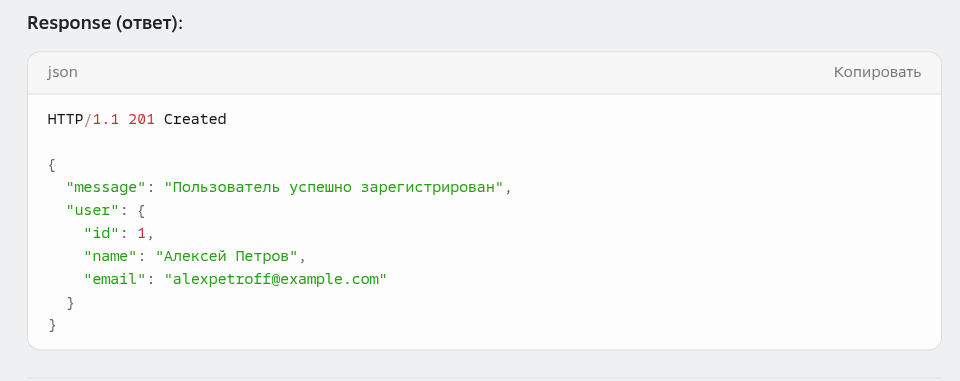 Response (ответ):
json
Копировать
HTTP/1.1 201 Created
{
"message": "Пользователь успешно зарегистрирован",
"user": {
"id": 1,
"name": "Алексей Петров",
"email": "alexpetroff@example.com"
}
}